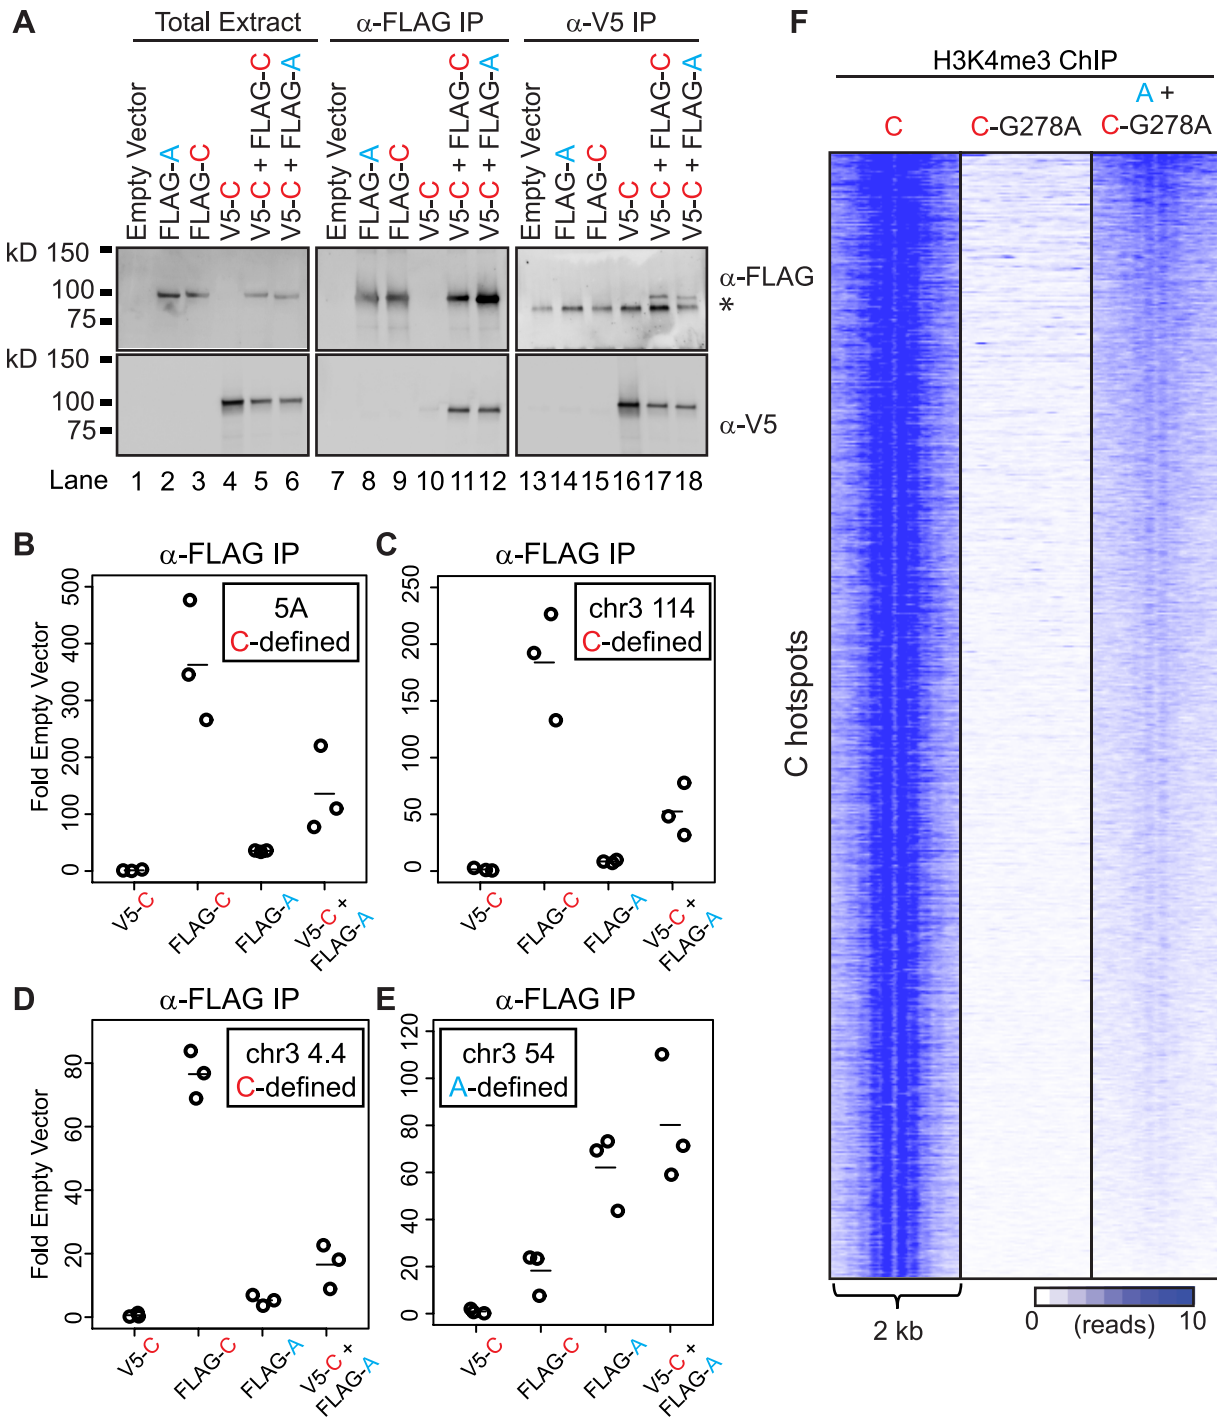 A
Total Extract
α-FLAG IP
α-V5 IP
Empty Vector
FLAG-A
FLAG-C
V5-C
V5-C + FLAG-C
V5-C + FLAG-A
Empty Vector
FLAG-A
FLAG-C
V5-C
V5-C + FLAG-C
V5-C + FLAG-A
Empty Vector
FLAG-A
FLAG-C
V5-C
V5-C + FLAG-C
V5-C + FLAG-A
kD 150
100
75
α-FLAG
*
kD 150
100
75
α-V5
Lane 1 2 3 4 5 6 7 8 9 10 11 12 13 14 15 16 17 18
B
α-FLAG IP
5A
C-defined
Fold Empty Vector
500
400
300
200
100
0
V5-C
FLAG-C
FLAG-A
V5-C +
FLAG-A
C
α-FLAG IP
chr3 114
C-defined
250
200
150
100
50
0
V5-C
FLAG-C
FLAG-A
V5-C +
FLAG-A
D
α-FLAG IP
chr3 4.4
C-defined
Fold Empty Vector
80
60
40
20
0
V5-C
FLAG-C
FLAG-A
V5-C +
FLAG-A
E
α-FLAG IP
chr3 54
A-defined
120
100
80
60
40
20
0
V5-C
FLAG-C
FLAG-A
V5-C +
FLAG-A
F
H3K4me3 ChIP
C
C-G278A
A +
C-G278A
C hotspots
2 kb
0 (reads) 10